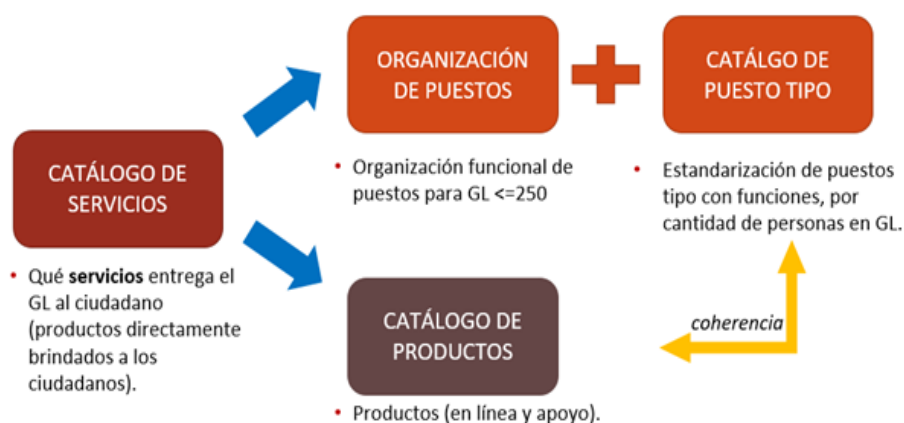 CATÁLOGO DE
SERVICIOS
• Qué servicios entrega el
GL al ciudadano
(productos directamente
brindados a los
ciudadanos).
ORGANIZACIÓN
DE PUESTOS
• Organización funcional de
puestos para GL <=250
CATÁLGO DE
PUESTO TIPO
• Estandarización de puestos
tipo con funciones, por
cantidad de personas en GL.
coherencia
CATÁLOGO DE
PRODUCTOS
• Productos (en línea y apoyo).